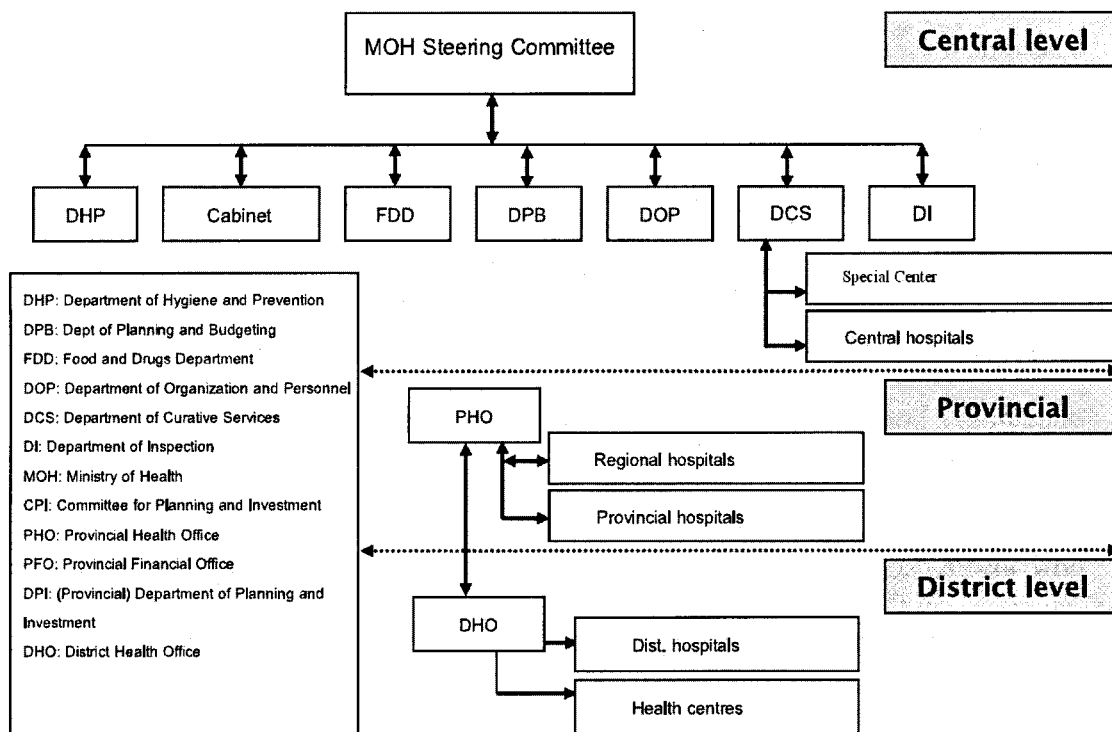 MOH Steering Committee
Central level
DHP
Cabinet
FDD
DPB
DOP
DCS
DI
Special Center
Central hospitals
DHP: Department of Hygiene and Prevention
DPB: Dept of Planning and Budgeting
FDD: Food and Drugs Department
DOP: Department of Organization and Personnel
DCS: Department of Curative Services
DI: Department of Inspection
MOH: Ministry of Health
CPI: Committee for Planning and Investment
PHO: Provincial Health Office
PFO: Provincial Financial Office
DPI: (Provincial) Department of Planning and
Investment
DHO: District Health Office
Provincial
PHO
Regional hospitals
Provincial hospitals
District level
DHO
Dist. hospitals
Health centres